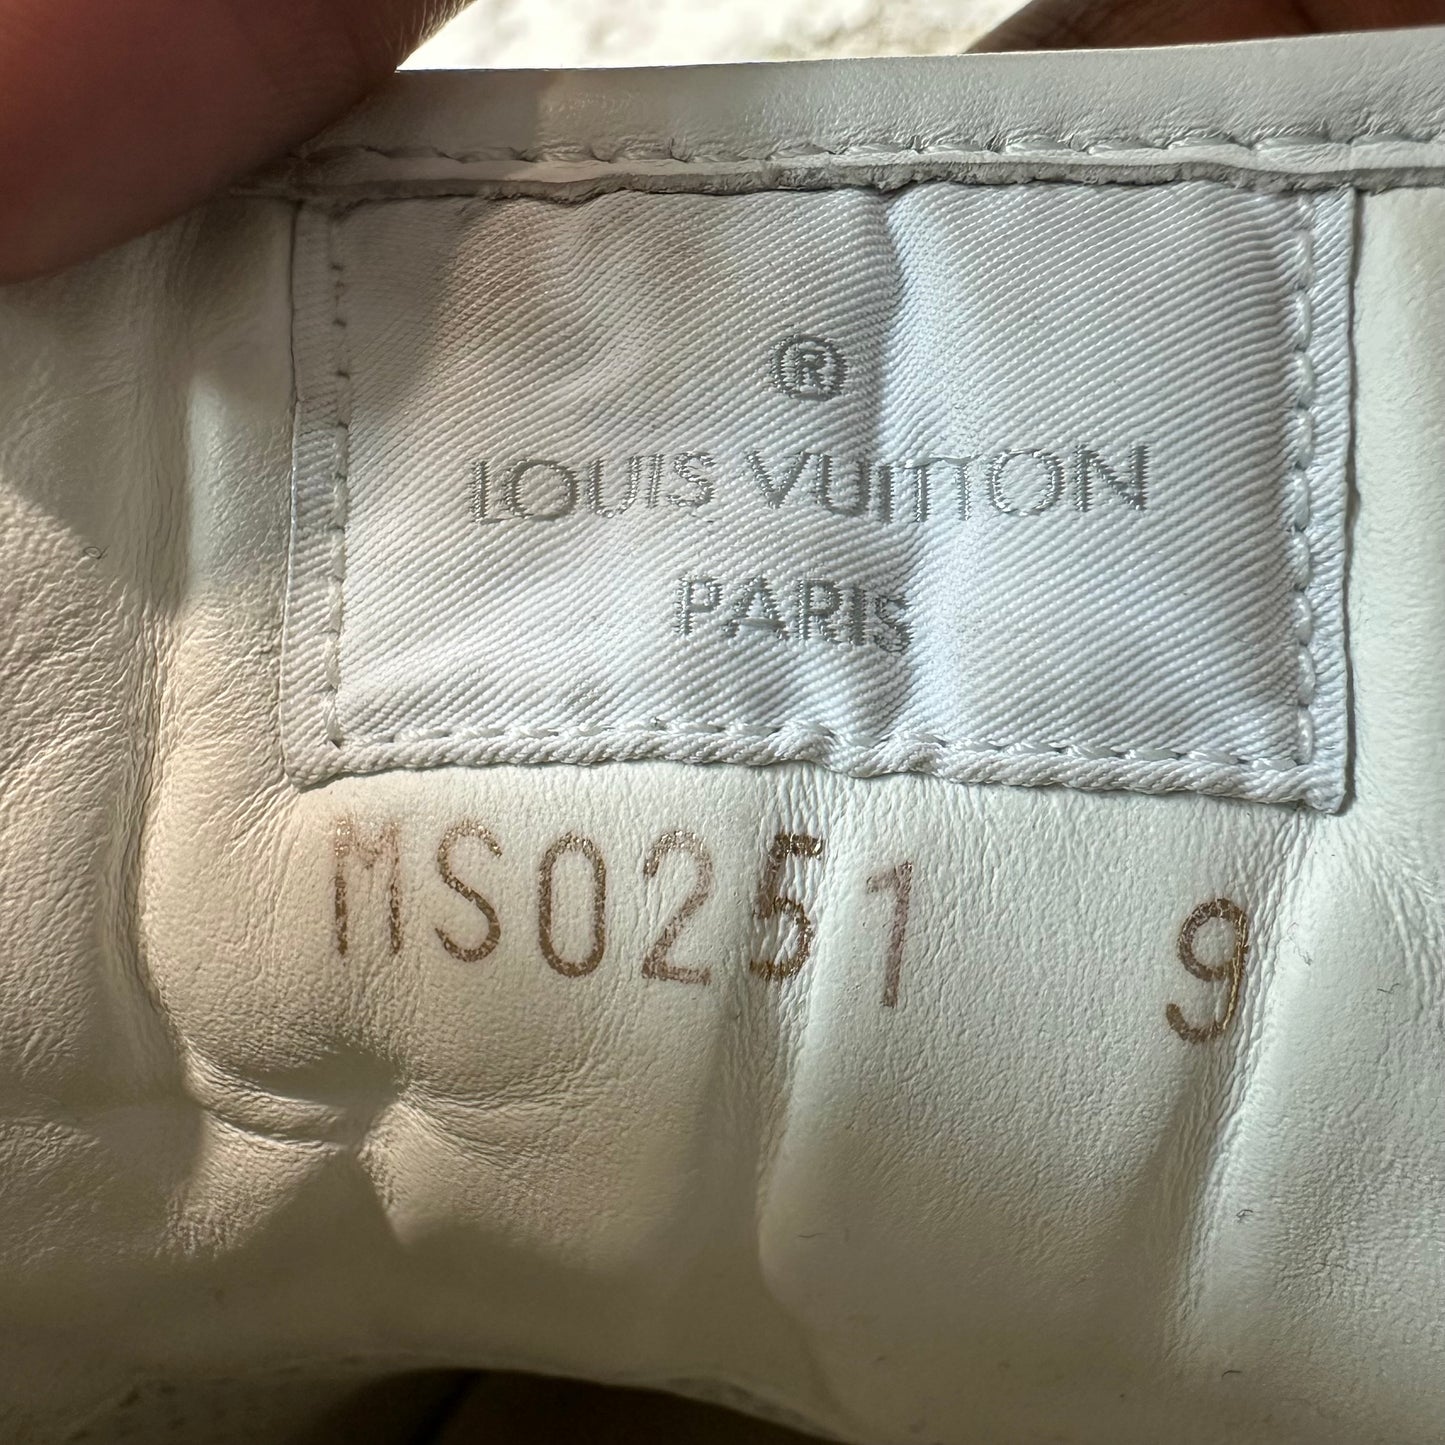 ®
LOUIS VUITTON
PARIS
MS0251 9